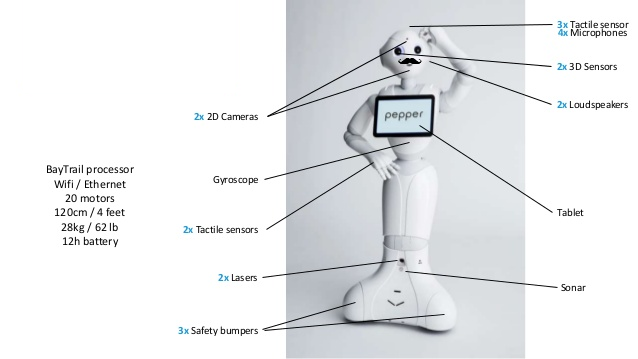 3x Tactile sensor
4x Microphones
2x 3D Sensors
2x Loudspeakers
2x 2D Cameras
pepper
BayTrail processor
Wifi / Ethernet
20 motors
120cm / 4 feet
28kg / 62 lb
12h battery
Gyroscope
Tablet
2x Tactile sensors
2x Lasers
Sonar
3x Safety bumpers